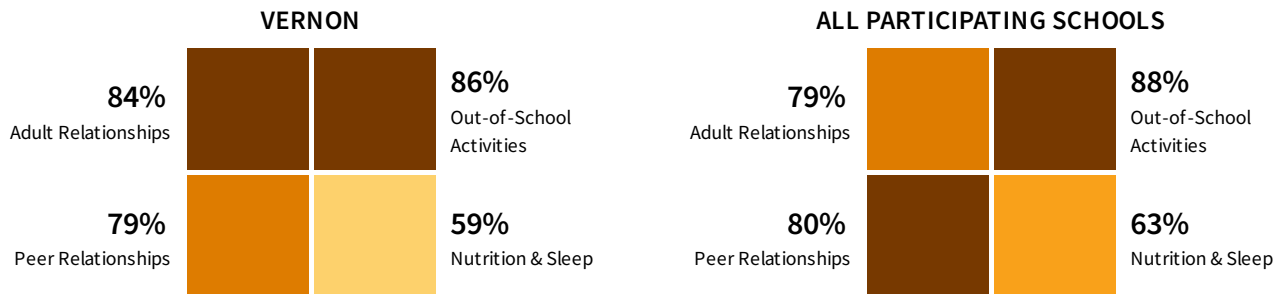 VERNON
84%
Adult Relationships
86%
Out-of-School
Activities
79%
Peer Relationships
59%
Nutrition & Sleep
ALL PARTICIPATING SCHOOLS
79%
Adult Relationships
88%
Out-of-School
Activities
80%
Peer Relationships
63%
Nutrition & Sleep